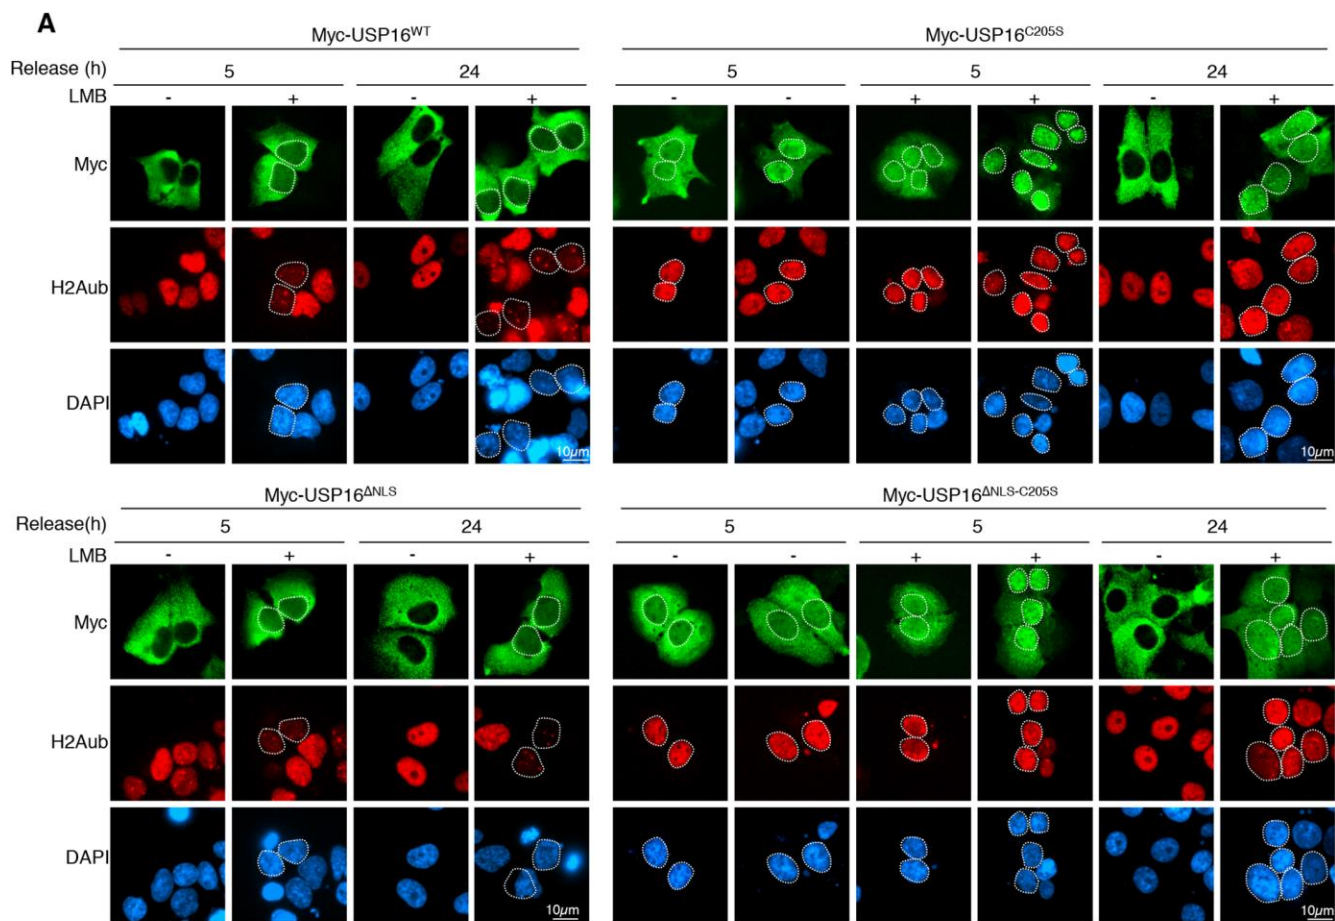 A
Myc-USP16WT Myc-USP16C205S
Release (h) 5 24 5 5 24
LMB - + - + - - + + - +
Myc
H2Aub
DAPI
10μm 10μm
Myc-USP16ΔNLS Myc-USP16ΔNLS-C205S
Release(h) 5 24 5 5 24
LMB - + - + - - + + - +
Myc
H2Aub
DAPI
10μm 10μm